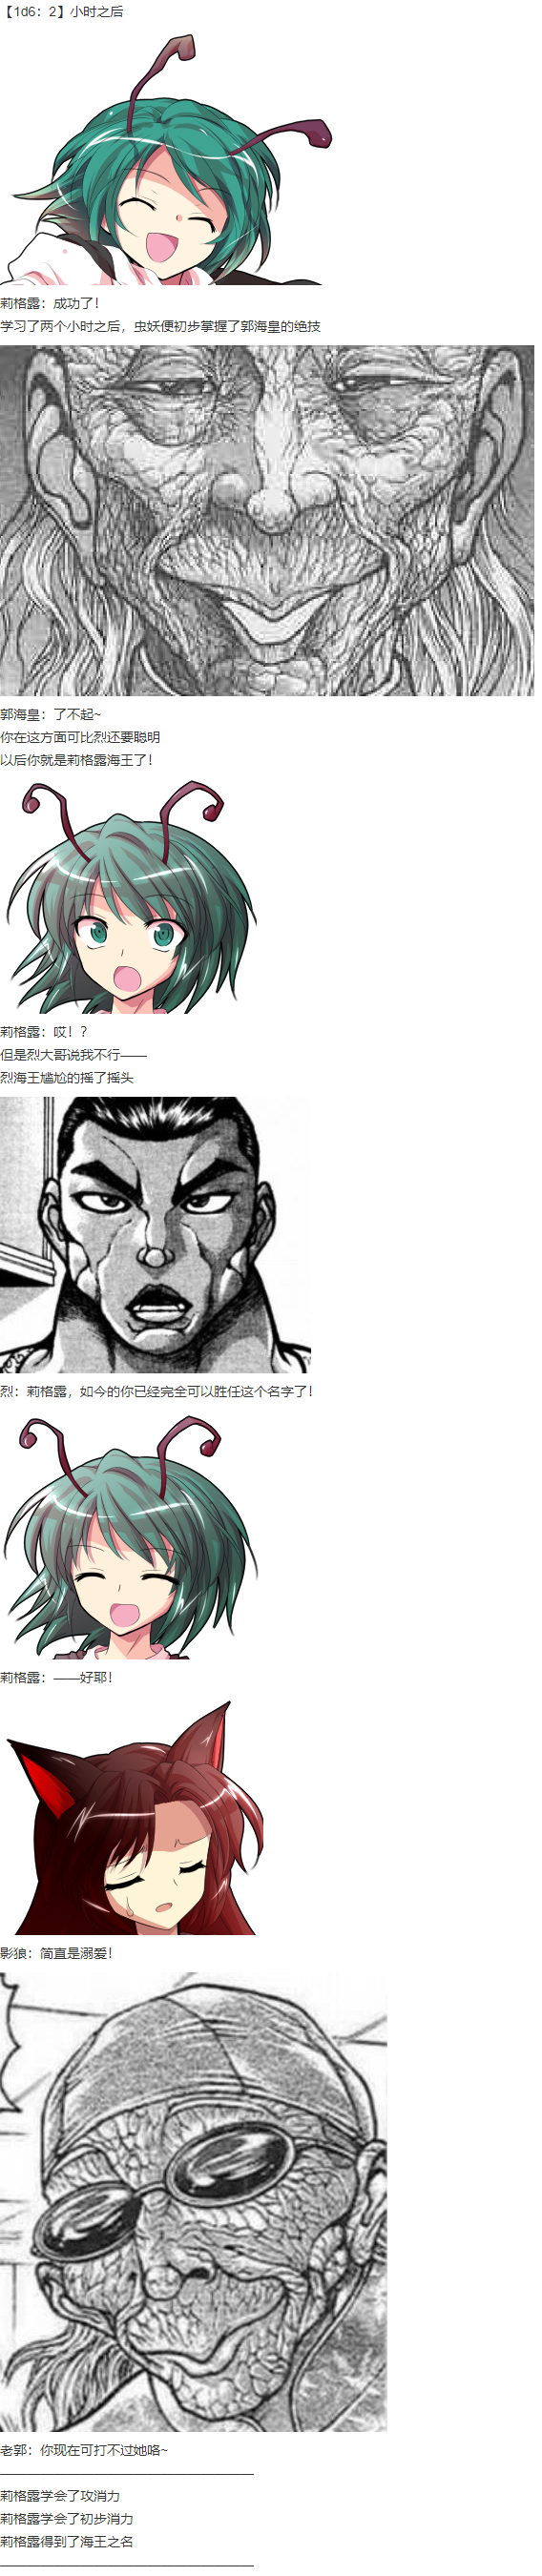 【1d6：2】小时之后
莉格露：成功了！
学习了两个小时之后，虫妖便初步掌握了郭海皇的绝技
郭海皇：了不起~
你在这方面可比烈还要聪明
以后你就是莉格露海王了！
莉格露：哎！？
但是烈大哥说我不行——
烈海王尴尬的摇了摇头
烈：莉格露，如今的你已经完全可以胜任这个名字了！
莉格露：——好耶！
影狼：简直是溺爱！
老郭：你现在可打不过她咯~
———————————————————
莉格露学会了攻消力
莉格露学会了初步消力
莉格露得到了海王之名
———————————————————